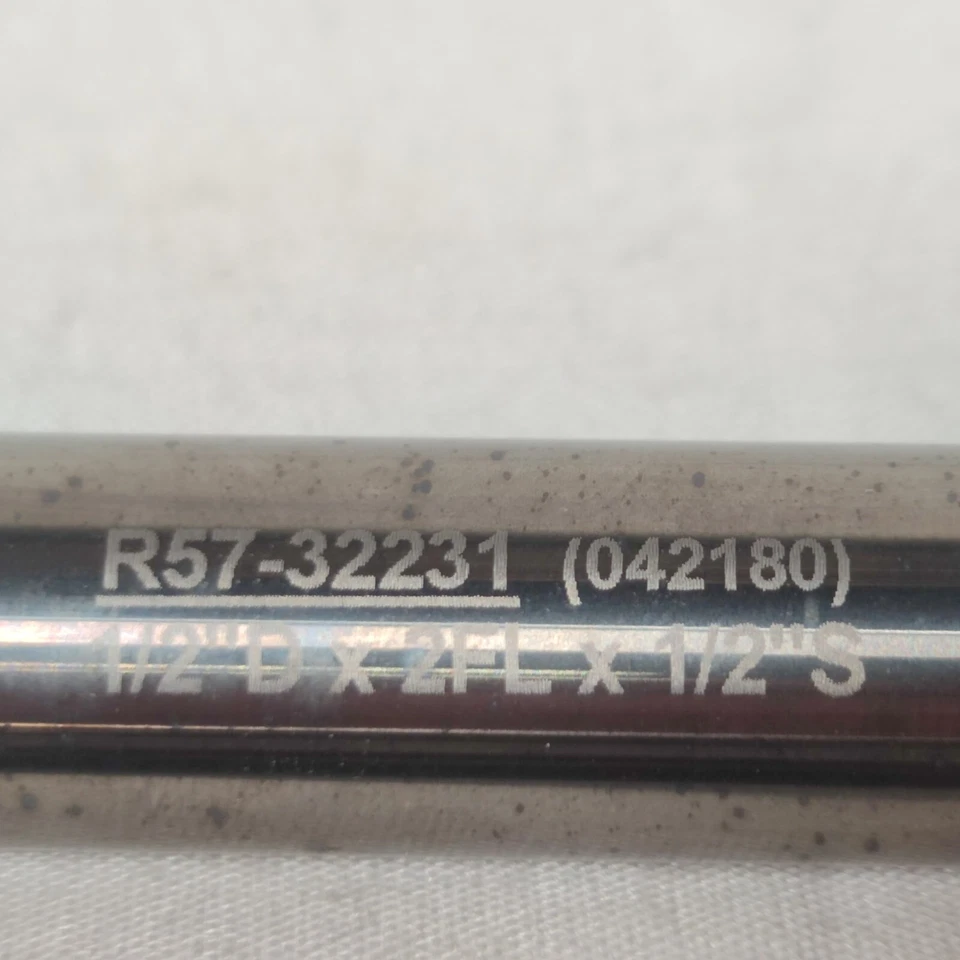 R57-32231 (042180)
1/2"D x 2FL x 1/2"S